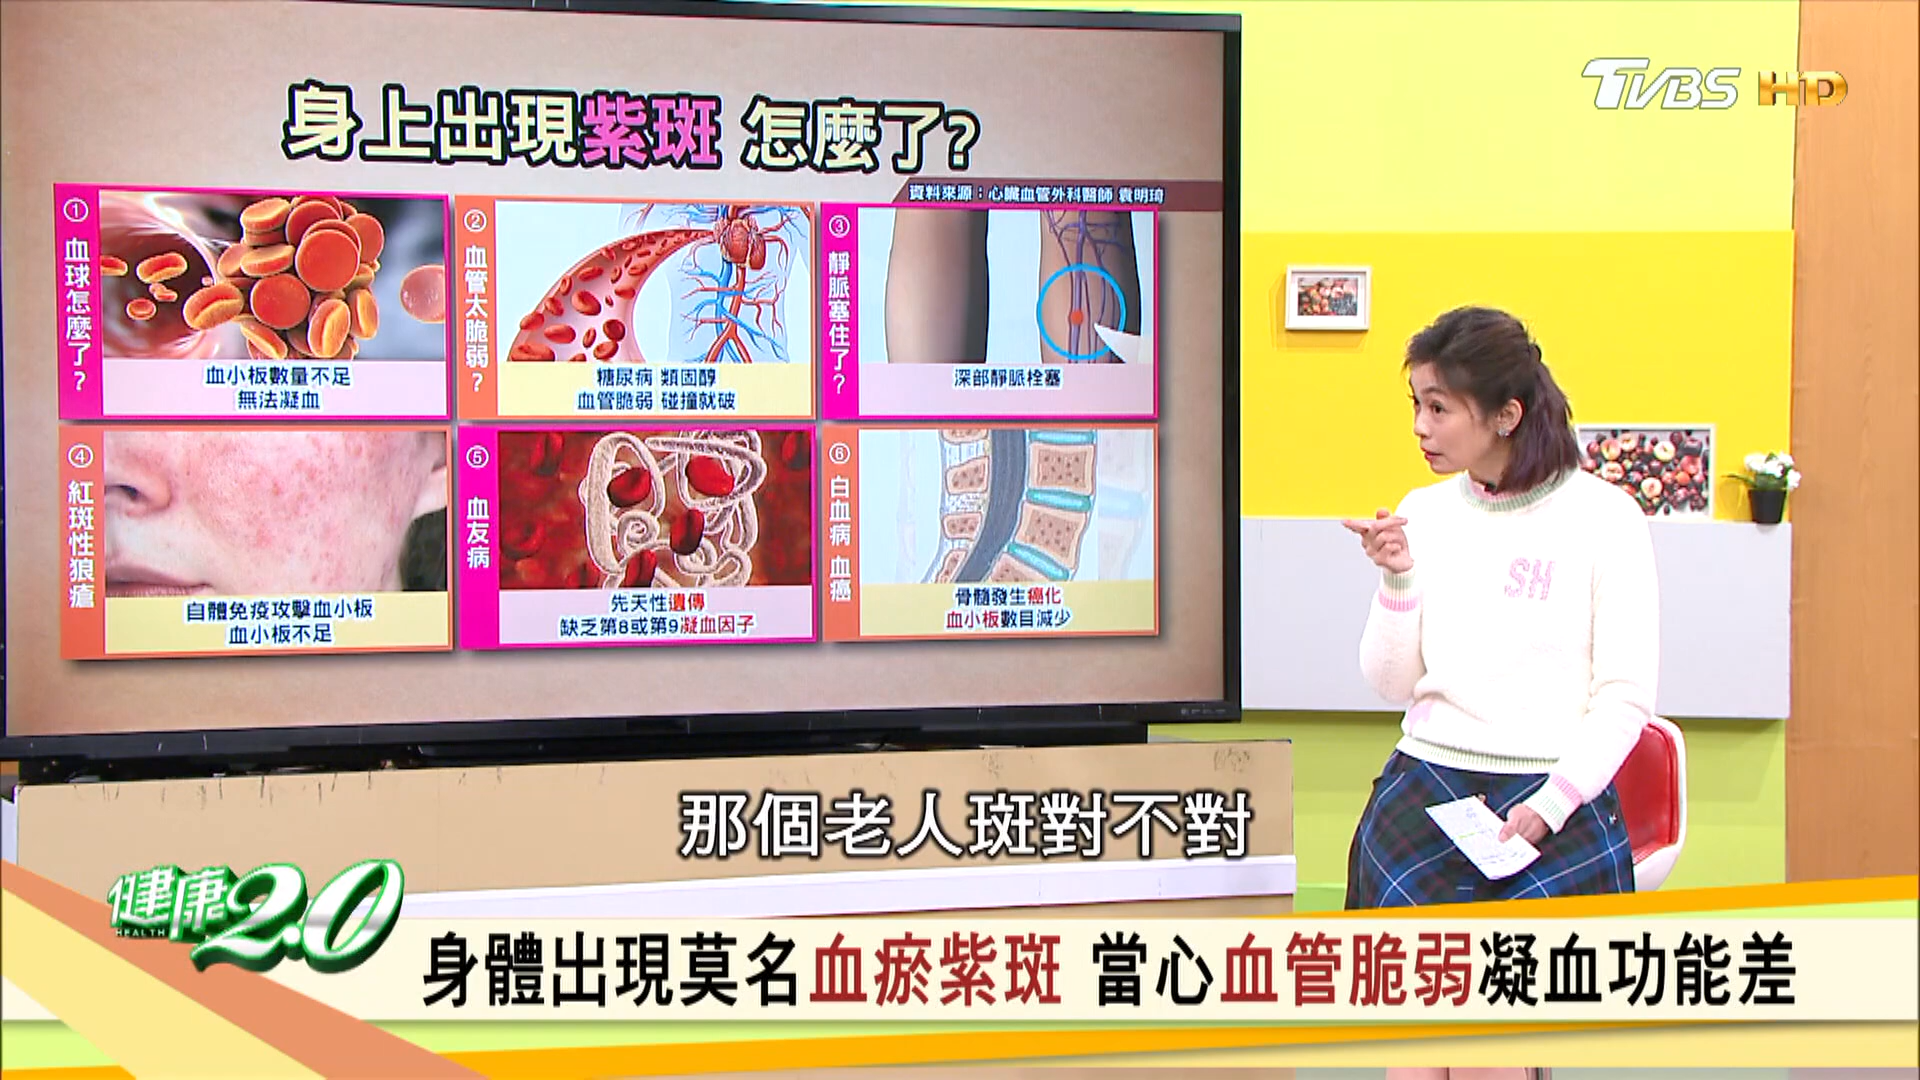 TVBS HD
身上出現紫斑 怎麼了?
資料來源：心臟血管外科醫師 袁明琦
① 血球怎麼了?
血小板數量不足
無法凝血
② 血管太脆弱?
糖尿病 類固醇
血管脆弱 碰撞就破
③ 靜脈塞住了?
深部靜脈栓塞
④ 紅斑性狼瘡
自體免疫攻擊血小板
血小板不足
⑤ 血友病
先天性遺傳
缺乏第8或第9凝血因子
⑥ 白血病 血癌
骨髓發生癌化
血小板數目減少
SH
那個老人斑對不對
健康2.0
HEALTH
身體出現莫名血瘀紫斑 當心血管脆弱凝血功能差